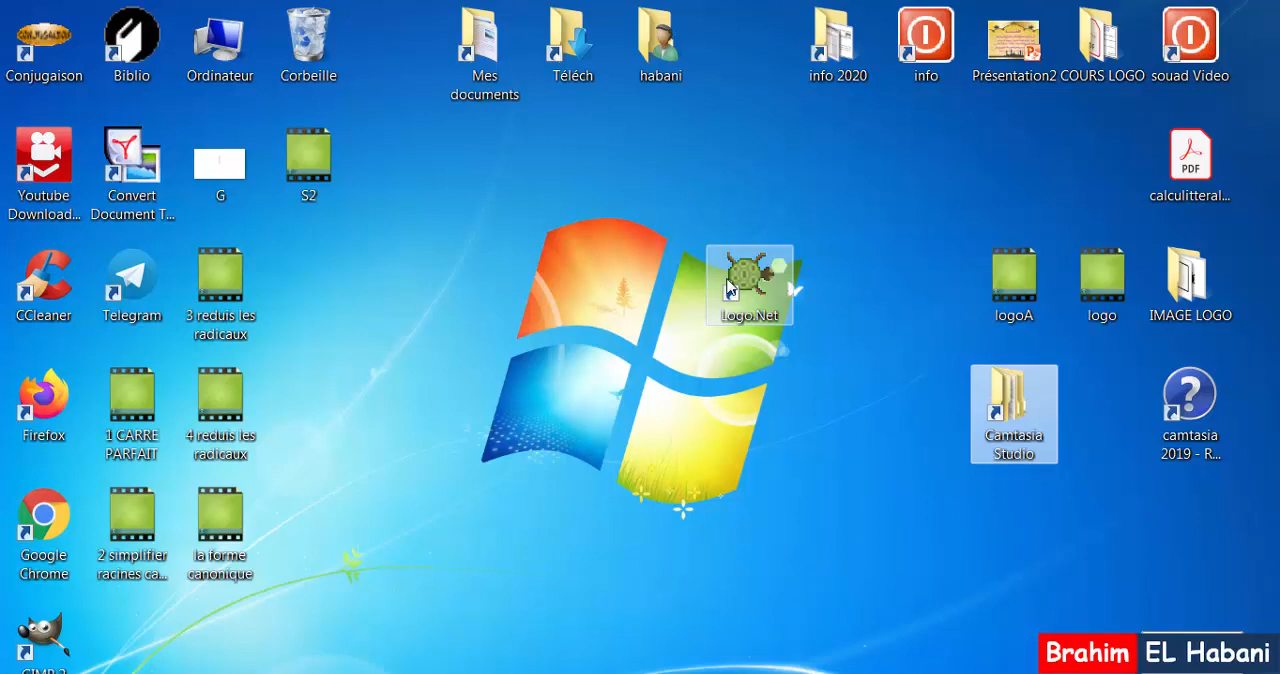 Conjugaison
Biblio
Ordinateur
Corbeille
Mes
documents
Téléch
habani
info 2020
info
Présentation2
COURS LOGO
souad Video
Youtube
Download...
Convert
Document T...
G
S2
PDF
calculitteral...
CCleaner
Telegram
3 reduis les
radicaux
Logo.Net
logoA
logo
IMAGE LOGO
Firefox
1 CARRE
PARFAIT
4 reduis les
radicaux
Camtasia
Studio
camtasia
2019 - R...
Google
Chrome
2 simplifier
racines ca...
la forme
canonique
GIMP 2
Brahim EL Habani